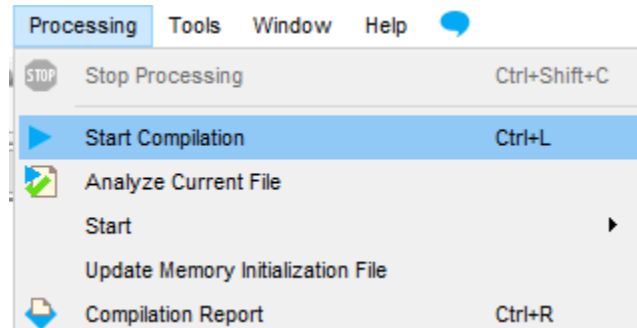 Processing Tools Window Help
STOP Stop Processing Ctrl+Shift+C
Start Compilation Ctrl+L
Analyze Current File
Start
Update Memory Initialization File
Compilation Report Ctrl+R